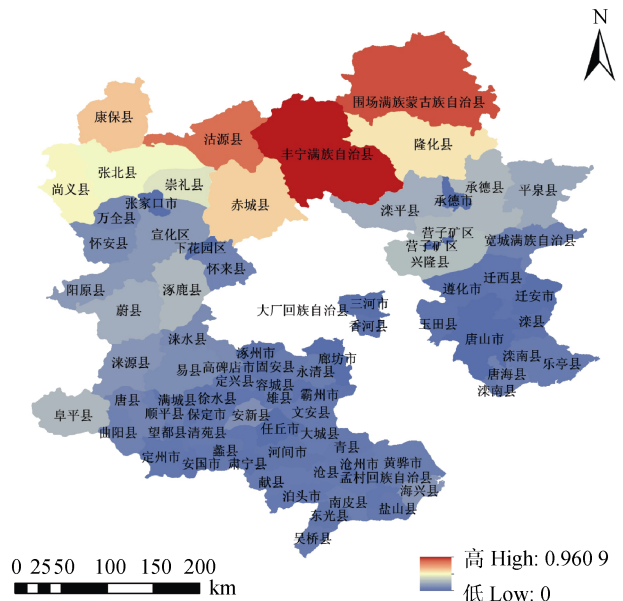 N
围场满族蒙古族自治县
康保县
沽源县
丰宁满族自治县
隆化县
张北县
尚义县
崇礼县
赤城县
承德县
平泉县
张家口市
承德市
滦平县
万全县
宣化区
怀安县
下花园区
营子矿区
营子矿区
宽城满族自治县
兴隆县
怀来县
阳原县
涿鹿县
蔚县
迁西县
遵化市
迁安市
大厂回族自治县
三河市
香河县
玉田县
滦县
唐山市
涞水县
涞源县
涿州市
廊坊市
易县
高碑店市
固安县
永清县
滦南县
乐亭县
唐海县
滦南县
定兴县
容城县
霸州市
阜平县
唐县
满城县
徐水县
雄县
顺平县
保定市
安新县
文安县
曲阳县
望都县
清苑县
任丘市
大城县
青县
定州市
蠡县
河间市
安国市
肃宁县
沧县
沧州市
黄骅市
孟村回族自治县
献县
海兴县
泊头市
南皮县
盐山县
东光县
吴桥县
0 25 50 100 150 200
km
高 High: 0.960 9
低 Low: 0